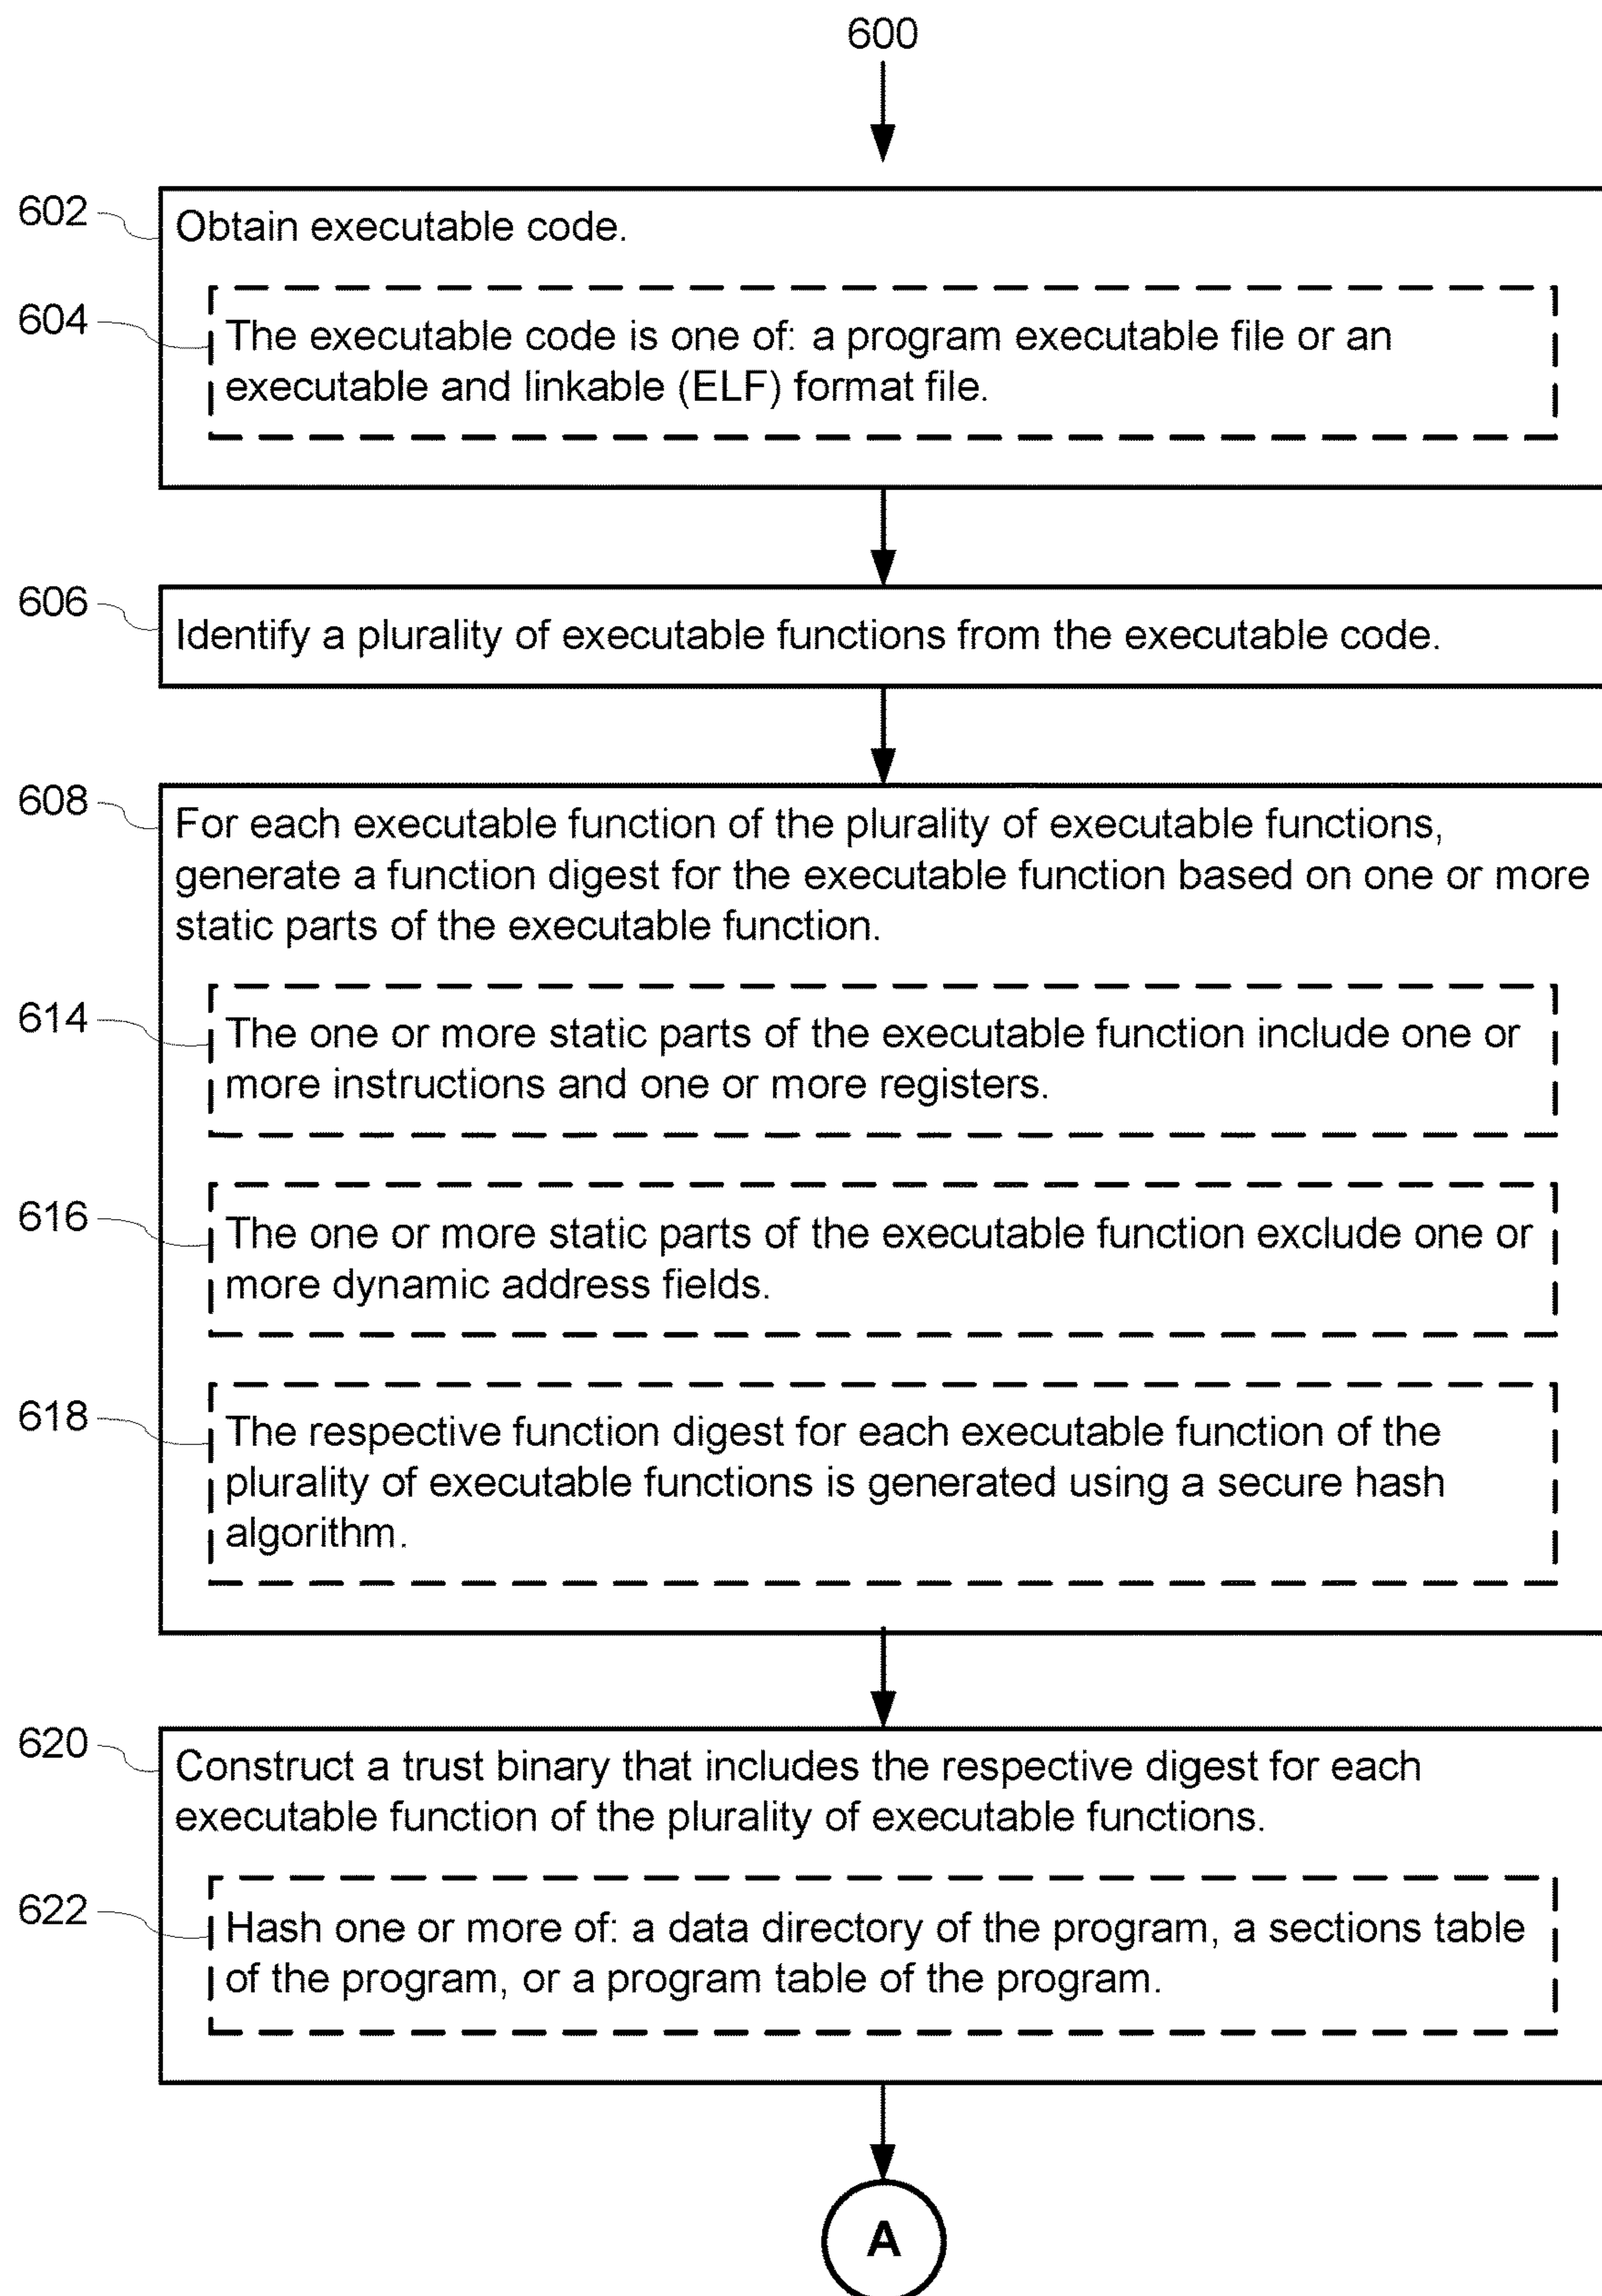 600
602
Obtain executable code.
604
The executable code is one of: a program executable file or an
executable and linkable (ELF) format file.
606
Identify a plurality of executable functions from the executable code.
608
For each executable function of the plurality of executable functions,
generate a function digest for the executable function based on one or more
static parts of the executable function.
614
The one or more static parts of the executable function include one or
more instructions and one or more registers.
616
The one or more static parts of the executable function exclude one or
more dynamic address fields.
618
The respective function digest for each executable function of the
plurality of executable functions is generated using a secure hash
algorithm.
620
Construct a trust binary that includes the respective digest for each
executable function of the plurality of executable functions.
622
Hash one or more of: a data directory of the program, a sections table
of the program, or a program table of the program.
A